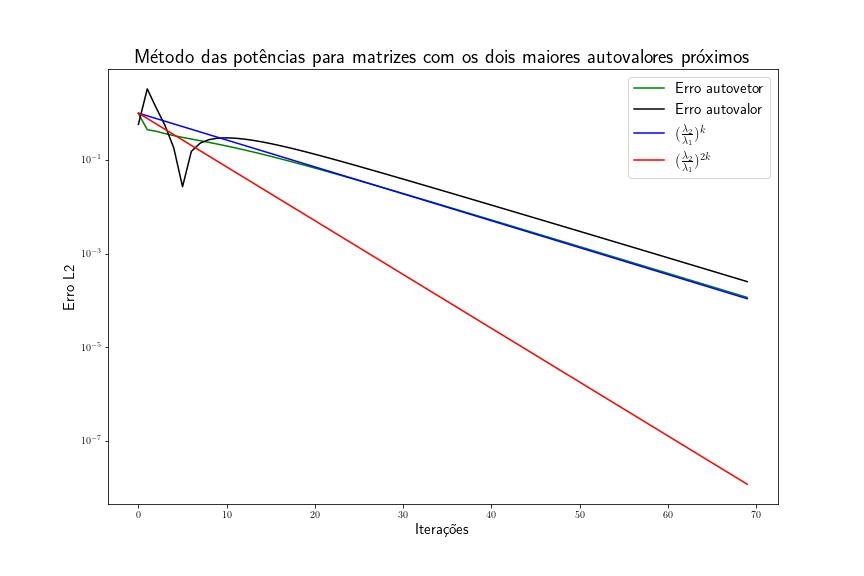 Método das potências para matrizes com os dois maiores autovalores próximos
Erro autovetor
Erro autovalor
(λ₂/λ₁)ᵏ
(λ₂/λ₁)²ᵏ
Erro L2
10⁻¹
10⁻³
10⁻⁵
10⁻⁷
0 10 20 30 40 50 60 70
Iterações